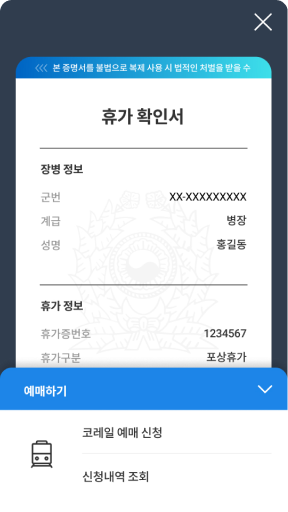 <<< 본 증명서를 불법으로 복제 사용 시 법적인 처벌을 받을 수
휴가 확인서
장병 정보
군번 XX-XXXXXXXXX
계급 병장
성명 홍길동
휴가 정보
휴가증번호 1234567
휴가구분 포상휴가
예매하기
코레일 예매 신청
신청내역 조회